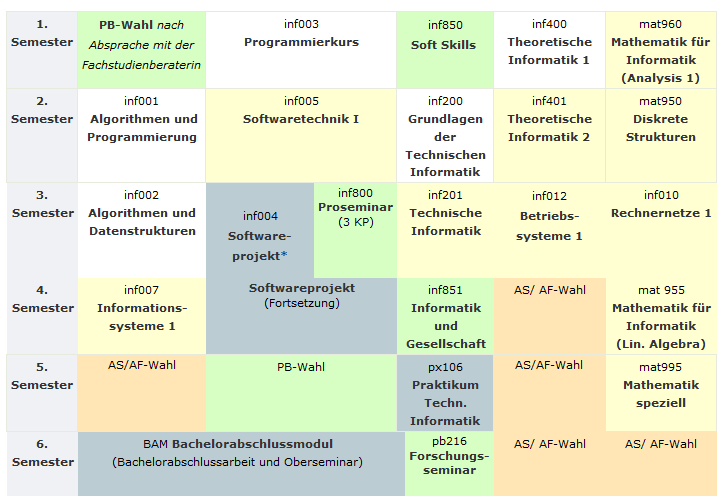 1.
Semester
PB-Wahl nach
Absprache mit der
Fachstudienberaterin
inf003
Programmierkurs
inf850
Soft Skills
inf400
Theoretische
Informatik 1
mat960
Mathematik für
Informatik
(Analysis 1)
2.
Semester
inf001
Algorithmen und
Programmierung
inf005
Softwaretechnik I
inf200
Grundlagen
der
Technischen
Informatik
inf401
Theoretische
Informatik 2
mat950
Diskrete
Strukturen
3.
Semester
inf002
Algorithmen und
Datenstrukturen
inf004
Software-
projekt*
inf800
Proseminar
(3 KP)
inf201
Technische
Informatik
inf012
Betriebs-
systeme 1
inf010
Rechnernetze 1
4.
Semester
inf007
Informations-
systeme 1
Softwareprojekt
(Fortsetzung)
inf851
Informatik
und
Gesellschaft
AS/ AF-Wahl
mat 955
Mathematik für
Informatik
(Lin. Algebra)
5.
Semester
AS/AF-Wahl
PB-Wahl
px106
Praktikum
Techn.
Informatik
AS/AF-Wahl
mat995
Mathematik
speziell
6.
Semester
BAM Bachelorabschlussmodul
(Bachelorabschlussarbeit und Oberseminar)
pb216
Forschungs-
seminar
AS/ AF-Wahl
AS/ AF-Wahl